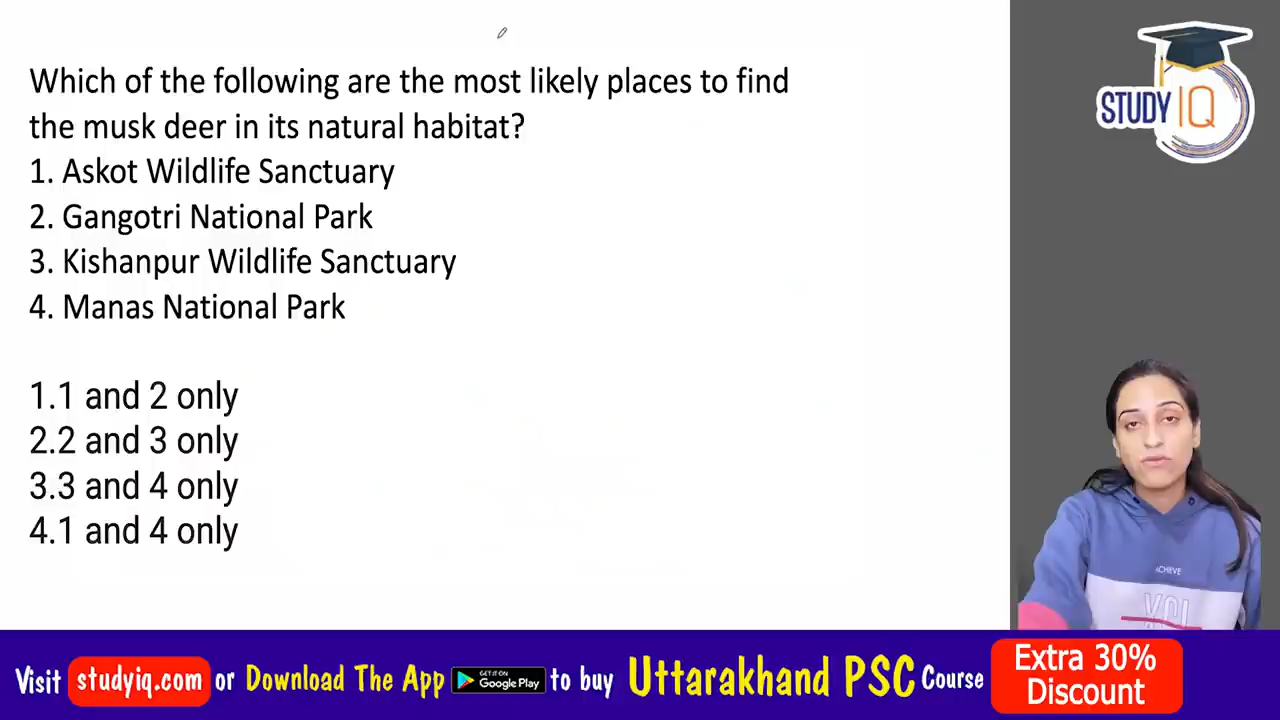 Which of the following are the most likely places to find
the musk deer in its natural habitat?
1. Askot Wildlife Sanctuary
2. Gangotri National Park
3. Kishanpur Wildlife Sanctuary
4. Manas National Park
1.1 and 2 only
2.2 and 3 only
3.3 and 4 only
4.1 and 4 only
STUDY IQ
ACHIEVE
Visit studyiq.com or Download The App GET IT ON Google Play to buy Uttarakhand PSC Course
Extra 30%
Discount